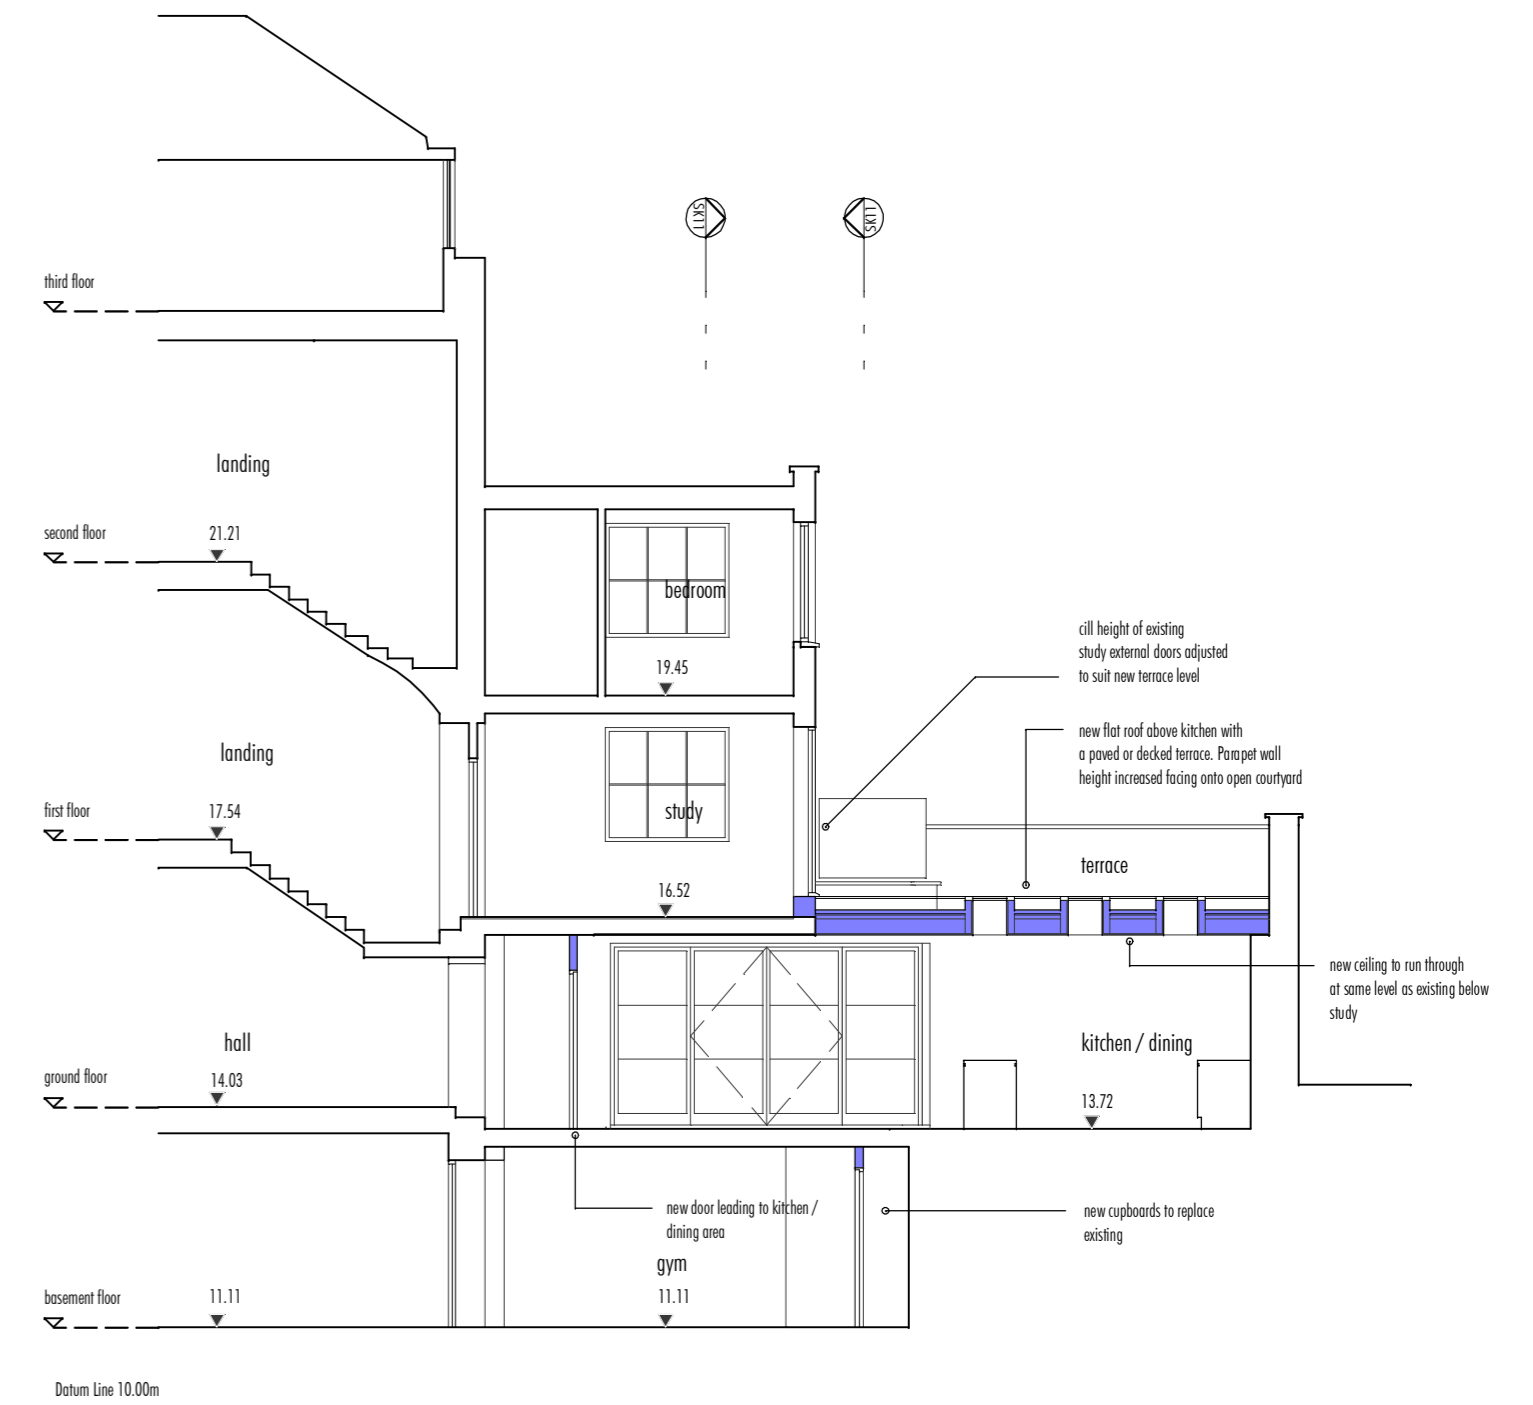 SK11
SK11
third floor
landing
second floor
21.21
bedroom
19.45
cill height of existing
study external doors adjusted
to suit new terrace level
new flat roof above kitchen with
a paved or decked terrace. Parapet wall
height increased facing onto open courtyard
landing
first floor
17.54
study
16.52
terrace
new ceiling to run through
at same level as existing below
study
hall
kitchen / dining
ground floor
14.03
13.72
new door leading to kitchen /
dining area
new cupboards to replace
existing
gym
basement floor
11.11
11.11
Datum Line 10.00m